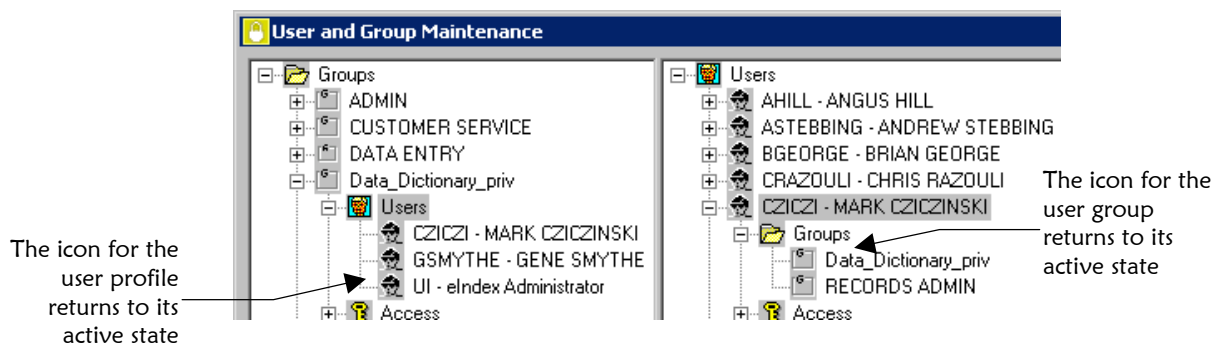 User and Group Maintenance
Groups
ADMIN
CUSTOMER SERVICE
DATA ENTRY
Data_Dictionary_priv
Users
CZICZI - MARK CZICZINSKI
GSMYTHE - GENE SMYTHE
UI - eIndex Administrator
Access
Users
AHILL - ANGUS HILL
ASTEBBING - ANDREW STEBBING
BGEORGE - BRIAN GEORGE
CRAZOULI - CHRIS RAZOULI
CZICZI - MARK CZICZINSKI
Groups
Data_Dictionary_priv
RECORDS ADMIN
Access
The icon for the
user profile
returns to its
active state
The icon for the
user group
returns to its
active state